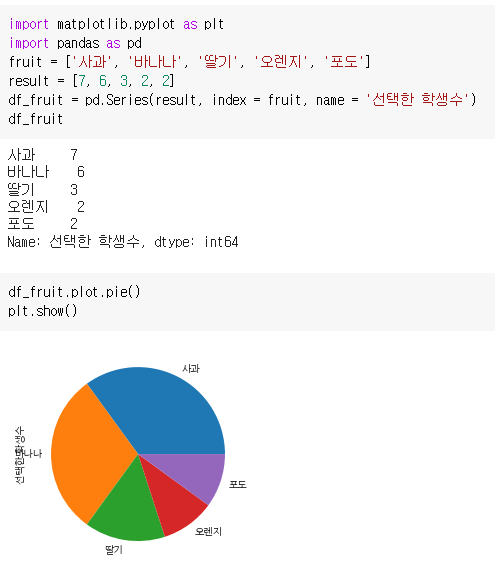 import matplotlib.pyplot as plt
import pandas as pd
fruit = ['사과', '바나나', '딸기', '오렌지', '포도']
result = [7, 6, 3, 2, 2]
df_fruit = pd.Series(result, index = fruit, name = '선택한 학생수')
df_fruit
사과 7
바나나 6
딸기 3
오렌지 2
포도 2
Name: 선택한 학생수, dtype: int64
df_fruit.plot.pie()
plt.show()
사과
선택한 학생수
바나나
포도
오렌지
딸기